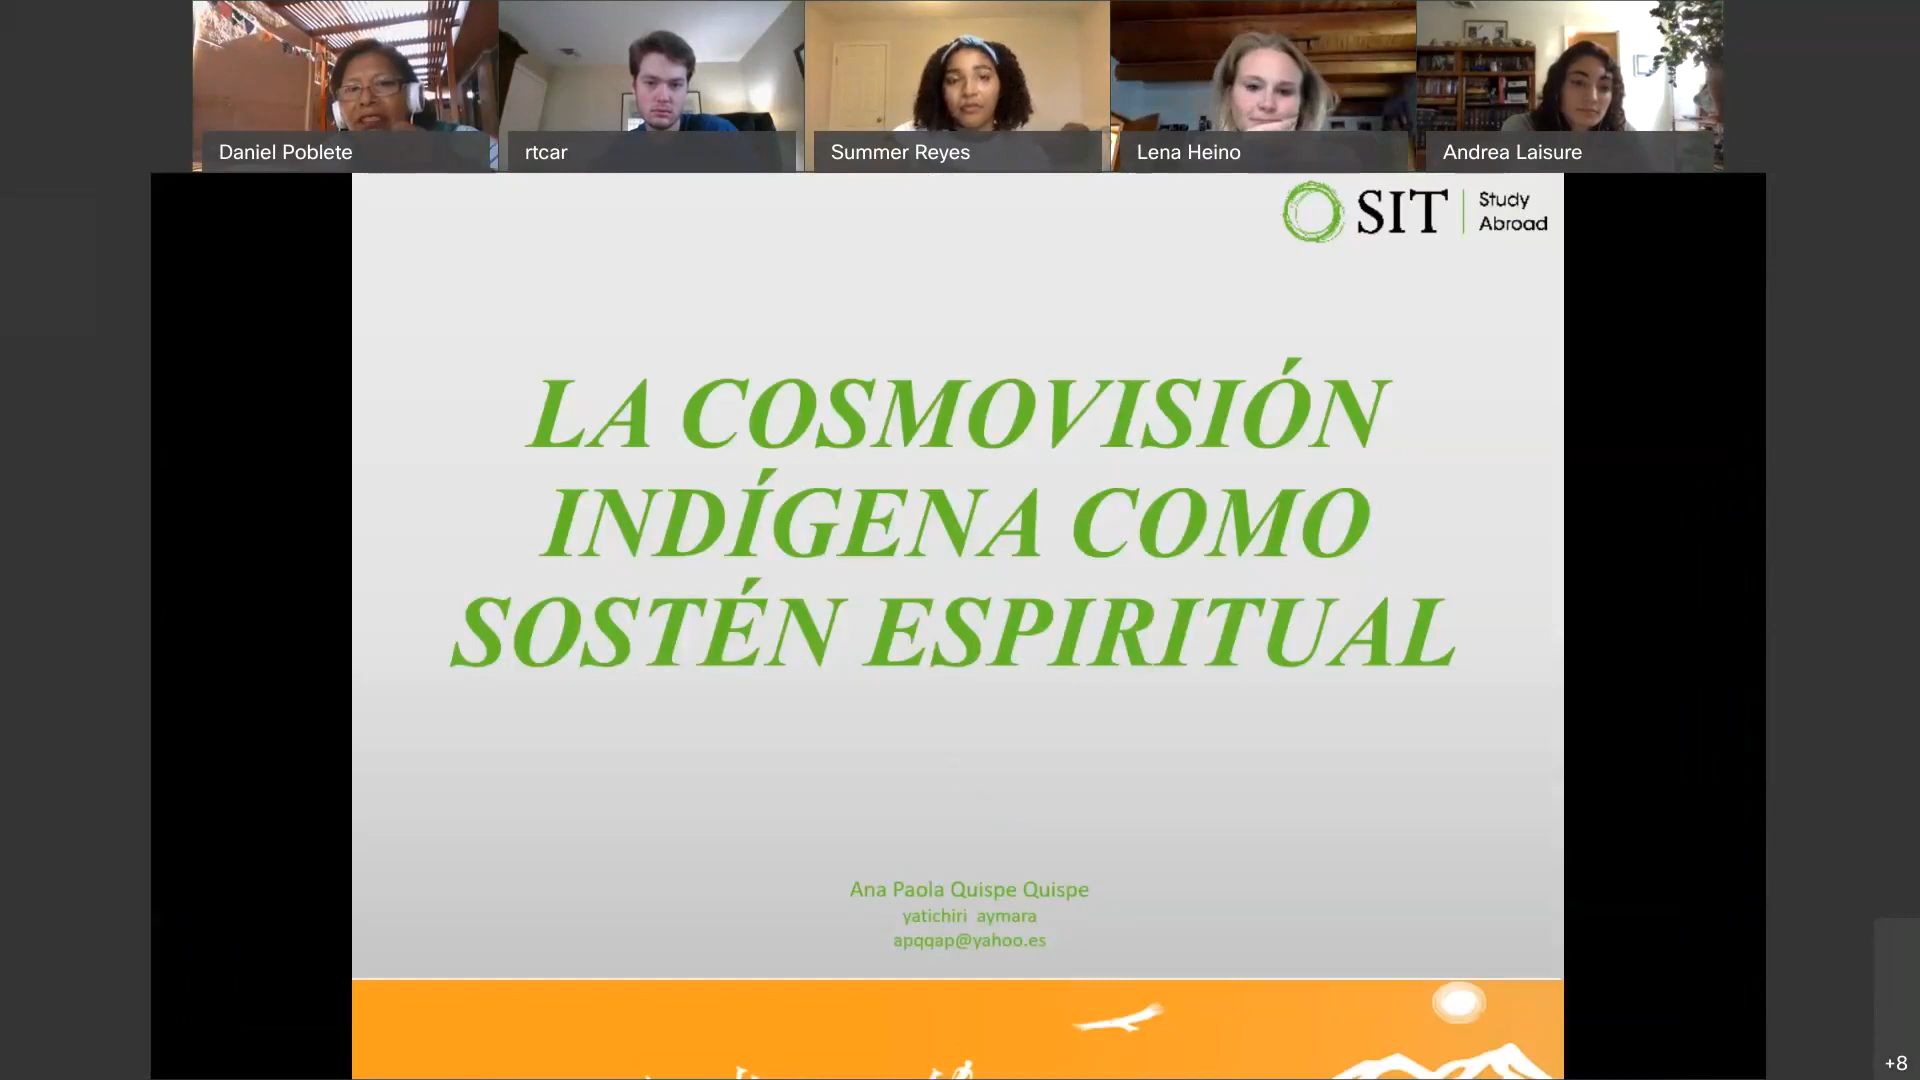 Daniel Poblete
rtcar
Summer Reyes
Lena Heino
Andrea Laisure
SIT
Study
Abroad
LA COSMOVISIÓN
INDÍGENA COMO
SOSTÉN ESPIRITUAL
Ana Paola Quispe Quispe
yatichiri aymara
apqqap@yahoo.es
+8